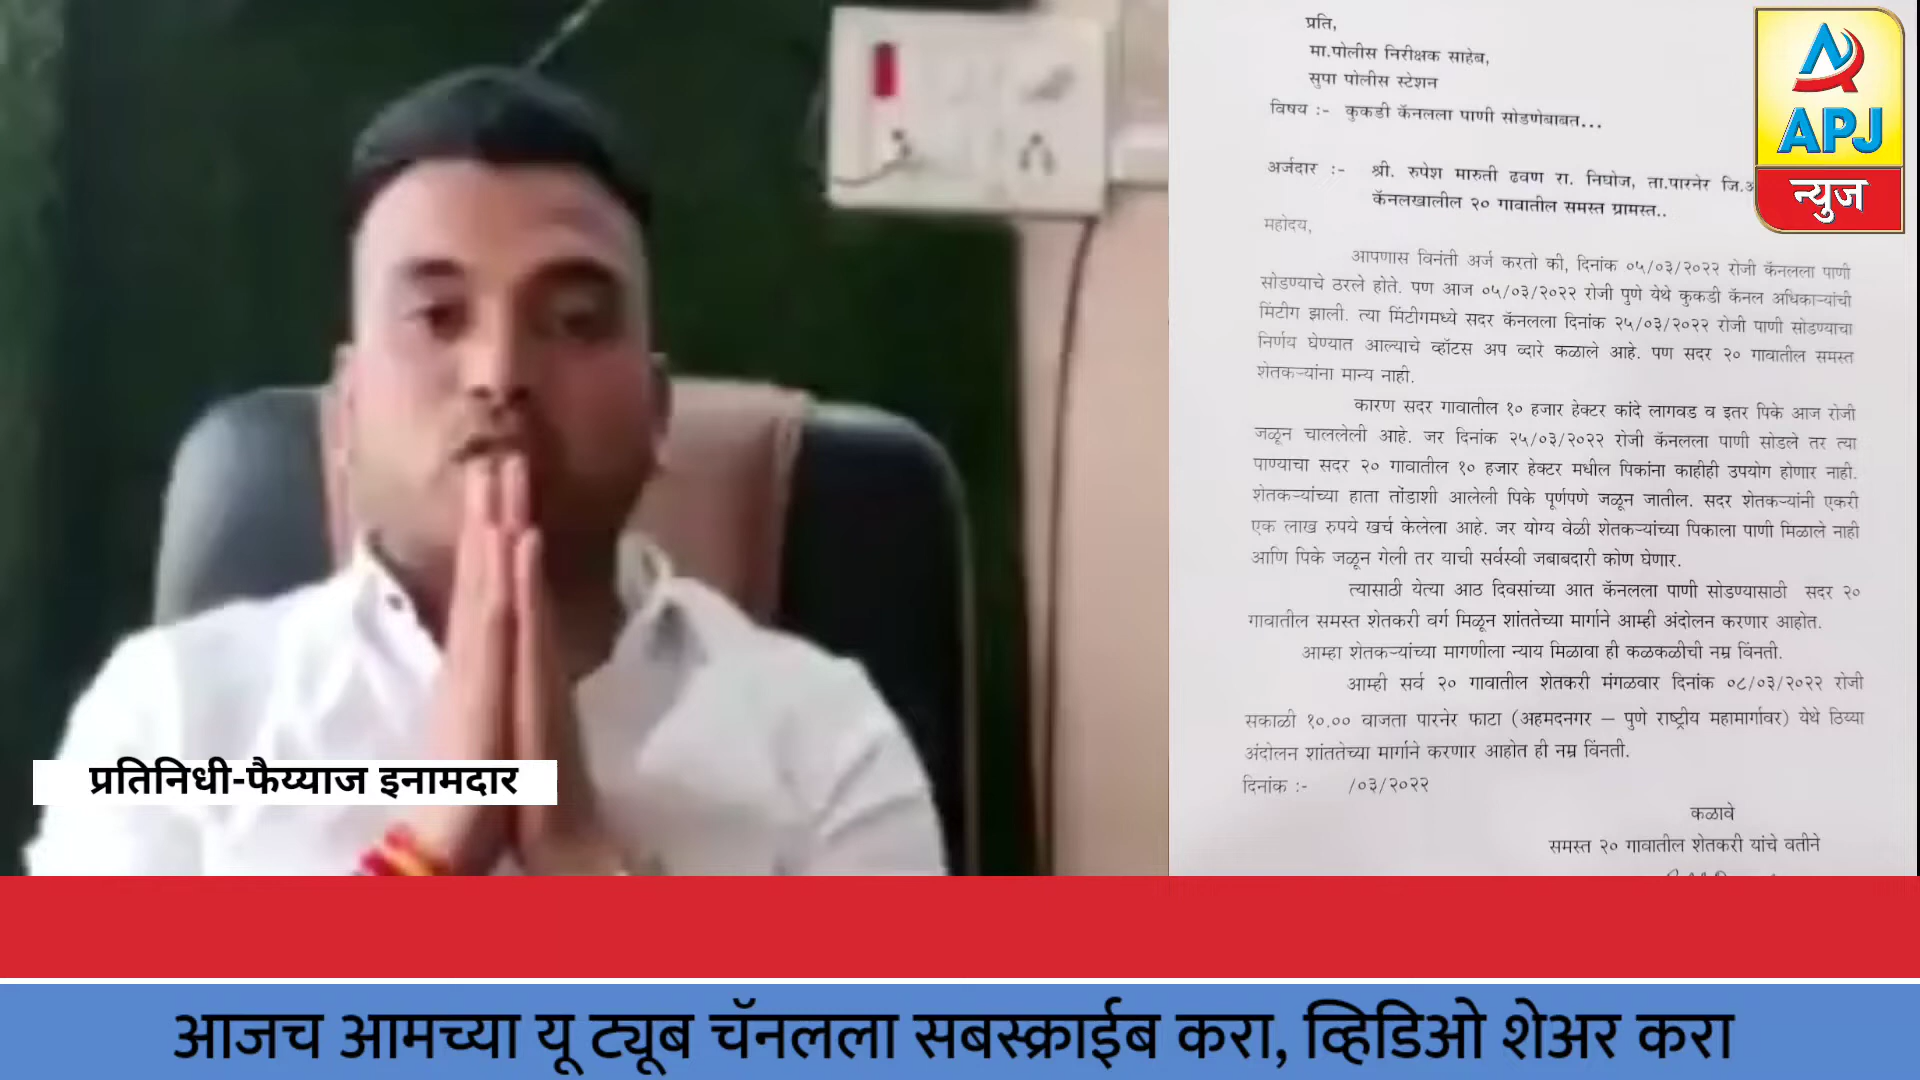 प्रति,
मा.पोलीस निरीक्षक साहेब,
सुपा पोलीस स्टेशन
विषय :- कुकडी कॅनलला पाणी सोडणेबाबत...
अर्जदार :- श्री. रुपेश मारुती ढवण रा. निघोज, ता.पारनेर जि.अ
कॅनलखालील २० गावातील समस्त ग्रामस्त..
महोदय,
आपणास विनंती अर्ज करतो की, दिनांक ०५/०३/२०२२ रोजी कॅनलला पाणी
सोडण्याचे ठरले होते. पण आज ०५/०३/२०२२ रोजी पुणे येथे कुकडी कॅनल अधिकाऱ्यांची
मिंटीग झाली. त्या मिंटीगमध्ये सदर कॅनलला दिनांक २५/०३/२०२२ रोजी पाणी सोडण्याचा
निर्णय घेण्यात आल्याचे व्हॉटस अप व्दारे कळाले आहे. पण सदर २० गावातील समस्त
शेतकऱ्यांना मान्य नाही.
कारण सदर गावातील १० हजार हेक्टर कांदे लागवड व इतर पिके आज रोजी
जळून चाललेली आहे. जर दिनांक २५/०३/२०२२ रोजी कॅनलला पाणी सोडले तर त्या
पाण्याचा सदर २० गावातील १० हजार हेक्टर मधील पिकांना काहीही उपयोग होणार नाही.
शेतकऱ्यांच्या हाता तोंडाशी आलेली पिके पूर्णपणे जळून जातील. सदर शेतकऱ्यांनी एकरी
एक लाख रुपये खर्च केलेला आहे. जर योग्य वेळी शेतकऱ्यांच्या पिकाला पाणी मिळाले नाही
आणि पिके जळून गेली तर याची सर्वस्वी जबाबदारी कोण घेणार.
त्यासाठी येत्या आठ दिवसांच्या आत कॅनलला पाणी सोडण्यासाठी सदर २०
गावातील समस्त शेतकरी वर्ग मिळून शांततेच्या मार्गाने आम्ही अंदोलन करणार आहोत.
आम्हा शेतकऱ्यांच्या मागणीला न्याय मिळावा ही कळकळीची नम्र विंनती.
आम्ही सर्व २० गावातील शेतकरी मंगळवार दिनांक ०८/०३/२०२२ रोजी
सकाळी १०.०० वाजता पारनेर फाटा (अहमदनगर – पुणे राष्ट्रीय महामार्गावर) येथे ठिय्या
अंदोलन शांततेच्या मार्गाने करणार आहोत ही नम्र विंनती.
दिनांक :- /०३/२०२२
कळावे
समस्त २० गावातील शेतकरी यांचे वतीने
APJ
न्युज
प्रतिनिधी-फैय्याज इनामदार
आजच आमच्या यू ट्यूब चॅनलला सबस्क्राईब करा, व्हिडिओ शेअर करा